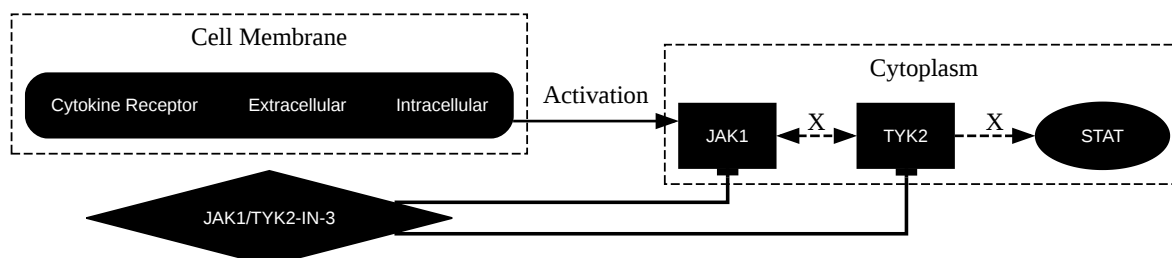 Cell Membrane
Cytokine Receptor Extracellular Intracellular
Activation
Cytoplasm
JAK1
X
TYK2
X
STAT
JAK1/TYK2-IN-3